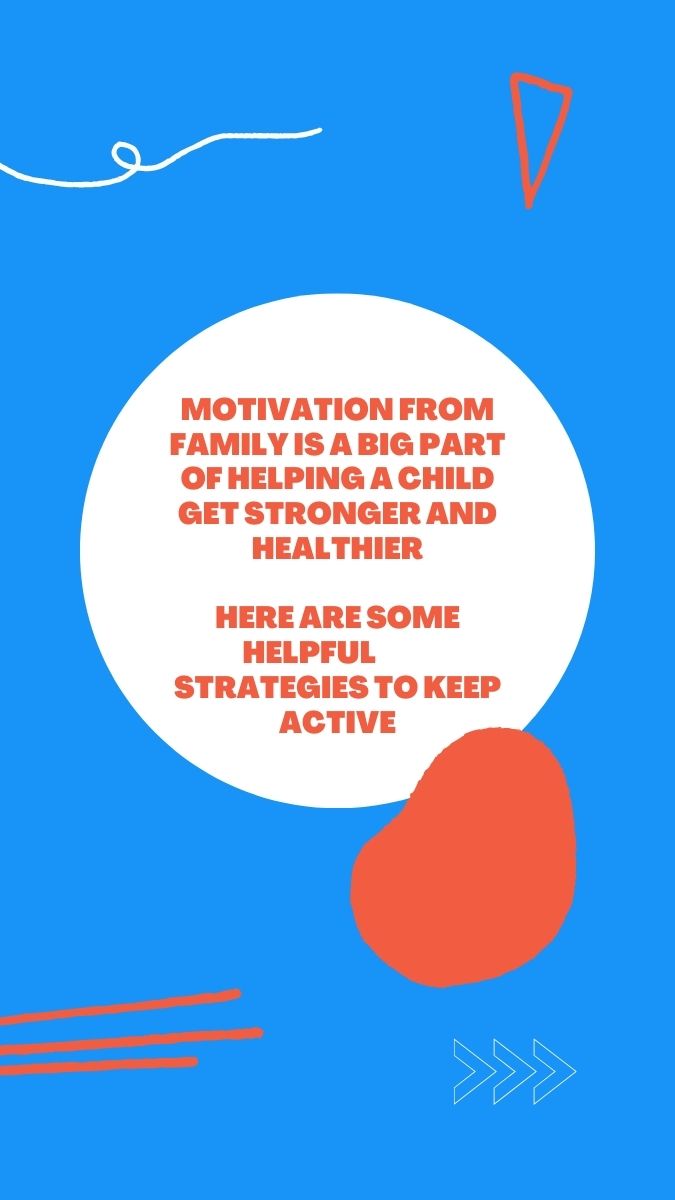 MOTIVATION FROM
FAMILY IS A BIG PART
OF HELPING A CHILD
GET STRONGER AND
HEALTHIER
HERE ARE SOME
HELPFUL
STRATEGIES TO KEEP
ACTIVE